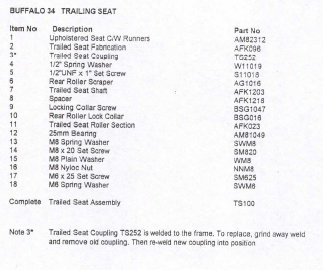 BUFFALO 34 TRAILING SEAT
Item No Description Part No
1 Upholstered Seat C/W Runners AM82312
2 Trailed Seat Fabrication AFK096
3* Trailed Seat Coupling TS252
4 1/2" Spring Washer W11019
5 1/2"UNF x 1" Set Screw S11018
6 Rear Roller Scraper AG1016
7 Trailed Seat Shaft AFK1203
8 Spacer AFK1218
9 Locking Collar Screw BSG1047
10 Rear Roller Lock Collar BSG016
11 Trailed Seat Roller Section AFK023
12 25mm Bearing AM81049
13 M8 Spring Washer SWM8
14 M8 x 20 Set Screw SM820
15 M8 Plain Washer WM8
16 M8 Nyloc Nut NNM8
17 M6 x 25 Set Screw SM625
18 M6 Spring Washer SWM6
Complete Trailed Seat Assembly TS100
Note 3* Trailed Seat Coupling TS252 is welded to the frame. To replace, grind away weld
and remove old coupling. Then re-weld new coupling into position